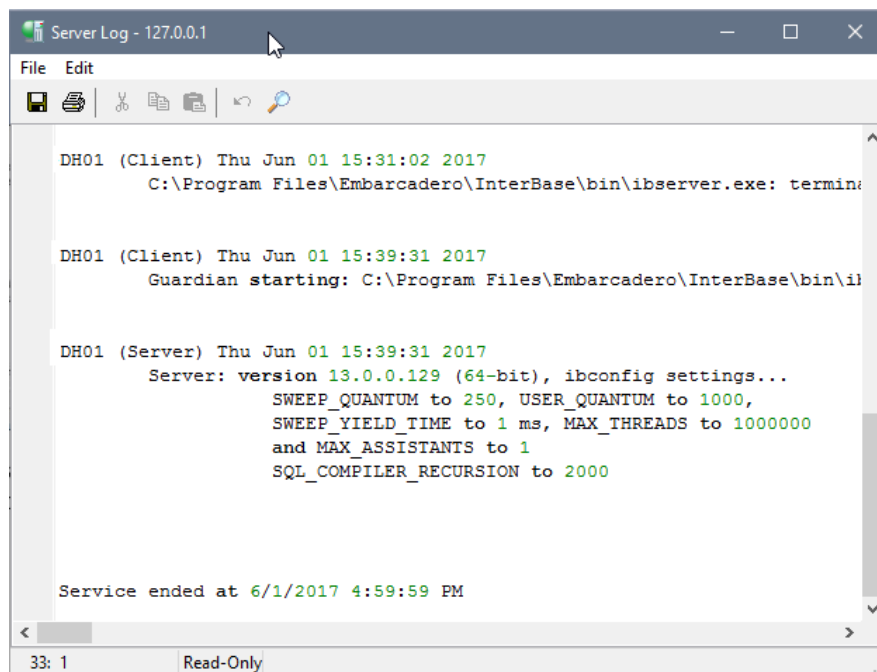 Server Log - 127.0.0.1
File Edit
DH01 (Client) Thu Jun 01 15:31:02 2017
C:\Program Files\Embarcadero\InterBase\bin\ibserver.exe:
DH01 (Client) Thu Jun 01 15:39:31 2017
Guardian starting: C:\Program Files\Embarcadero\InterBase\bin\
DH01 (Server) Thu Jun 01 15:39:31 2017
Server: version 13.0.0.129 (64-bit), ibconfig settings...
SWEEP_QUANTUM to 250, USER_QUANTUM to 1000,
SWEEP_YIELD_TIME to 1 ms, MAX_THREADS to 1000000
and MAX_ASSISTANTS to 1
SQL_COMPILER_RECURSION to 2000
Service ended at 6/1/2017 4:59:59 PM
33: 1 Read-Only